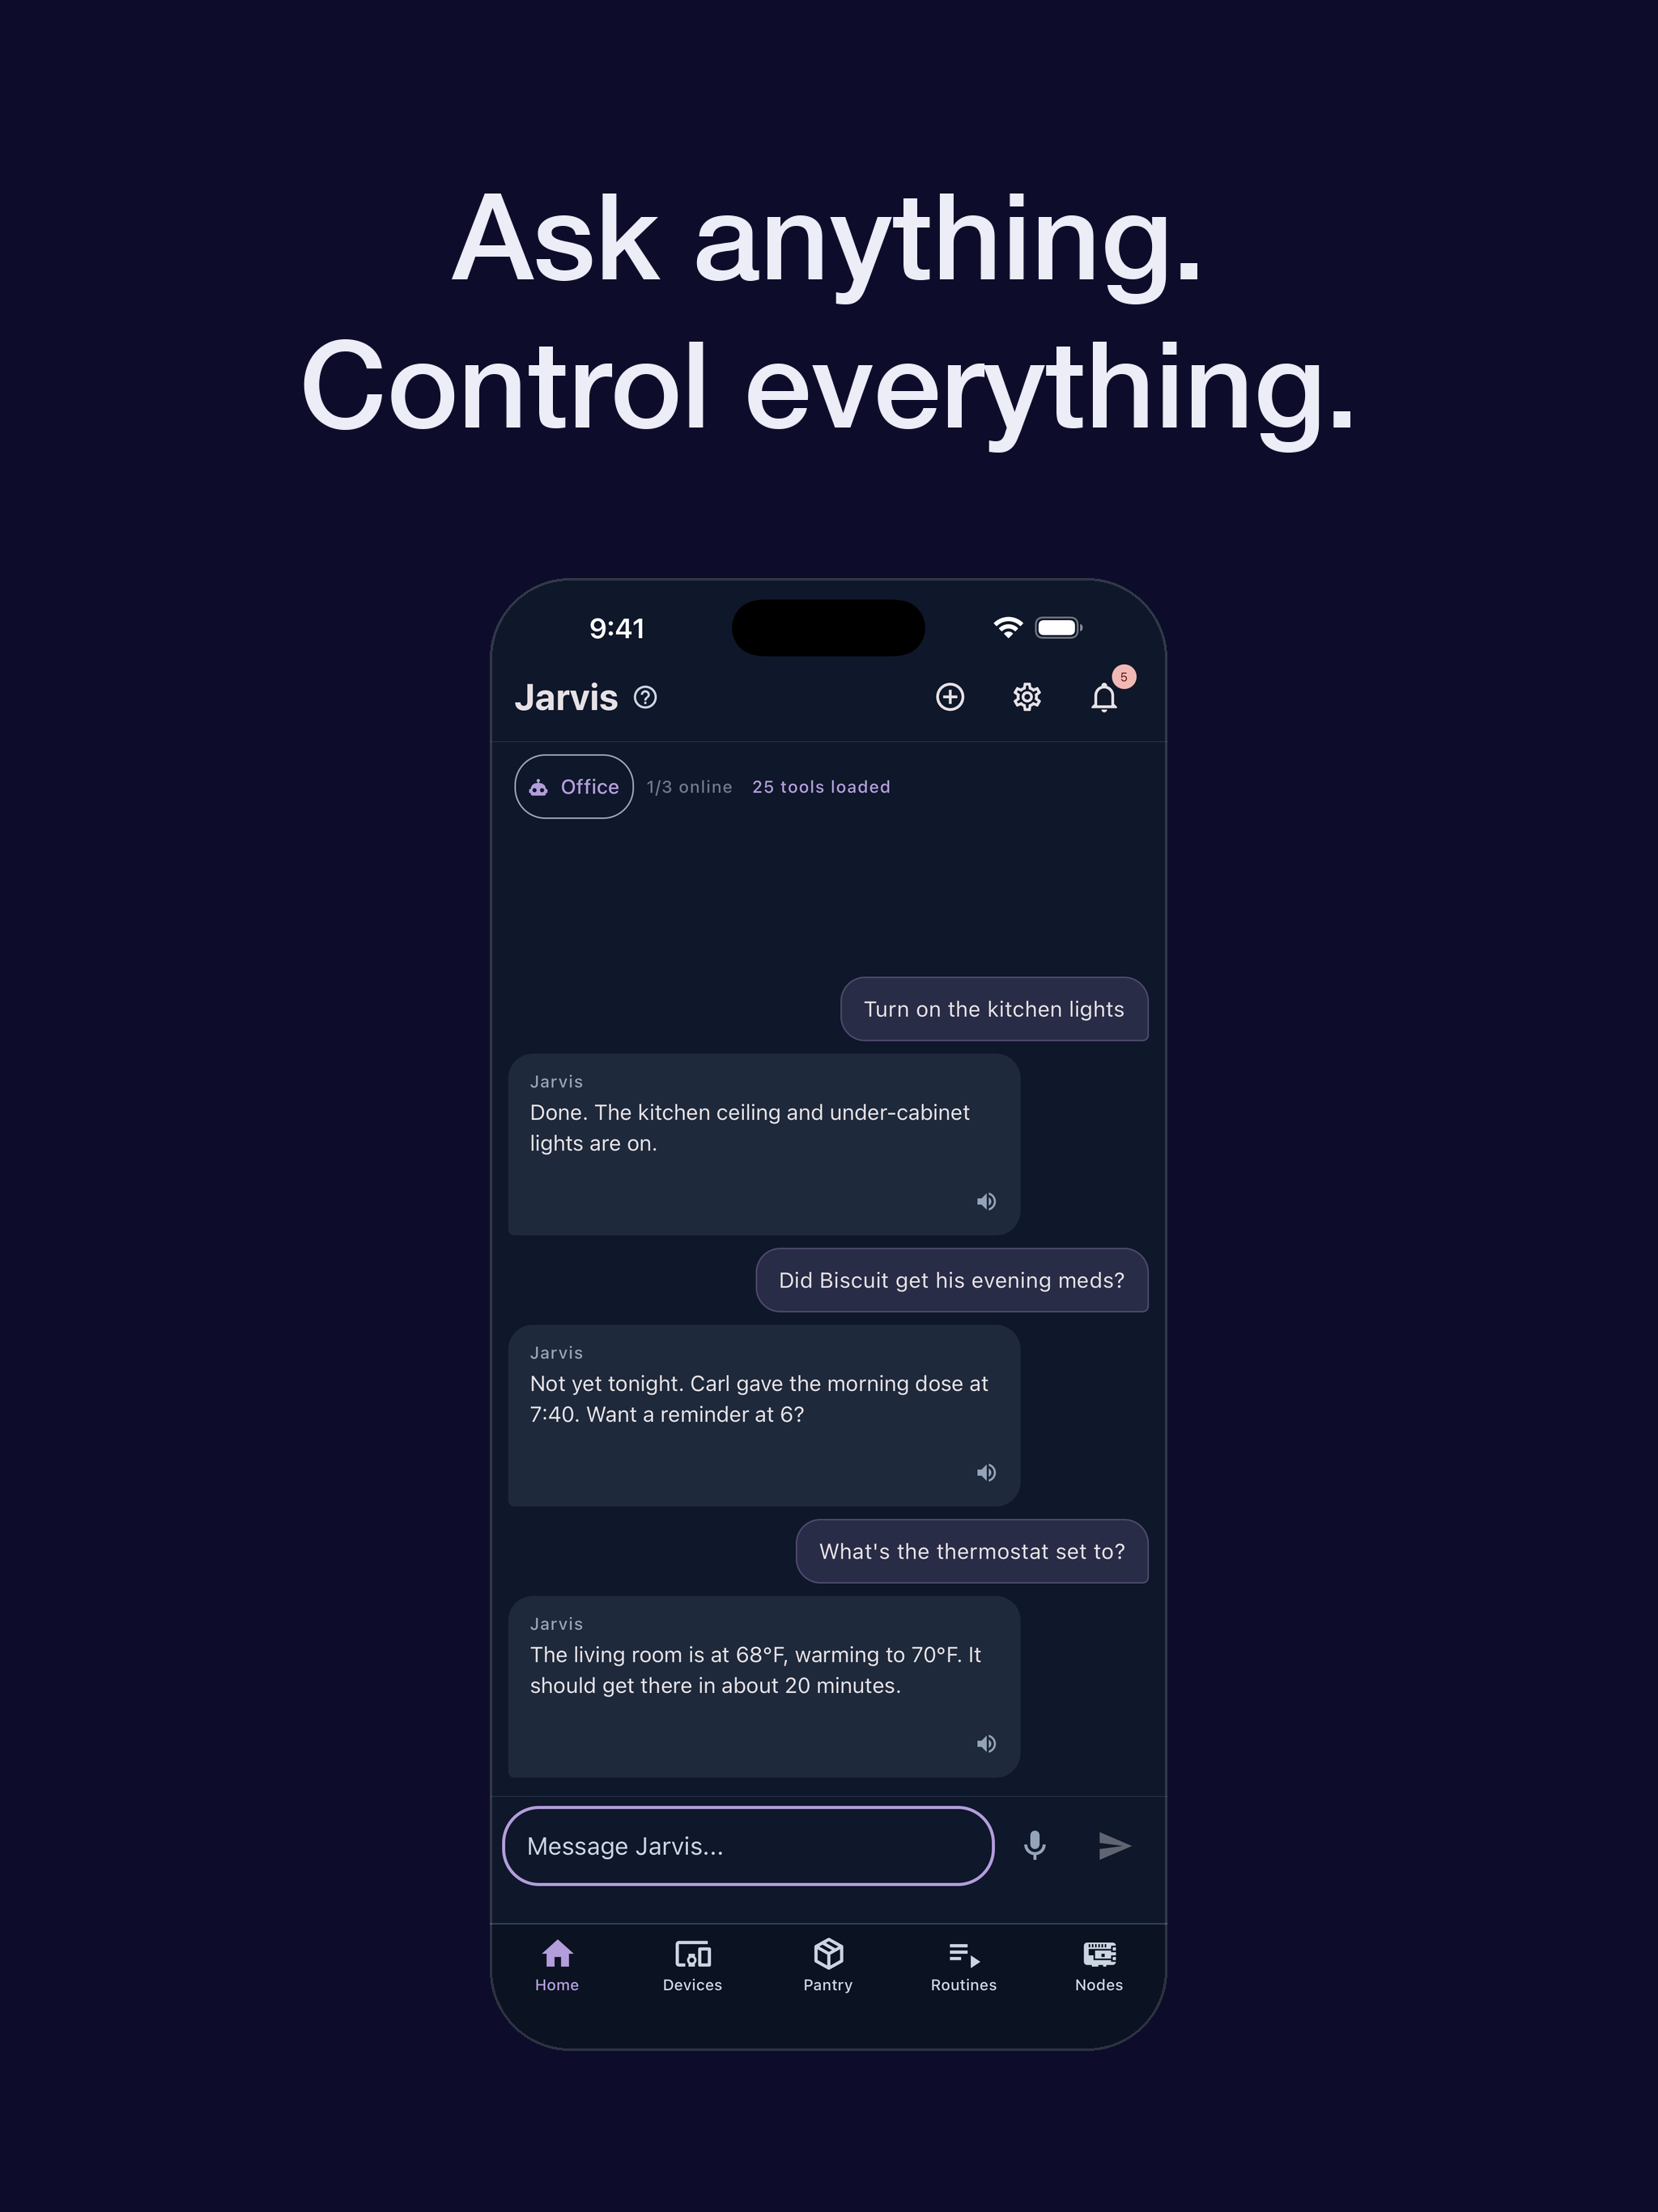 Ask anything.
Control everything.
9:41
Jarvis
5
Office 1/3 online 25 tools loaded
Turn on the kitchen lights
Jarvis
Done. The kitchen ceiling and under-cabinet
lights are on.
Did Biscuit get his evening meds?
Jarvis
Not yet tonight. Carl gave the morning dose at
7:40. Want a reminder at 6?
What's the thermostat set to?
Jarvis
The living room is at 68°F, warming to 70°F. It
should get there in about 20 minutes.
Message Jarvis...
Home Devices Pantry Routines Nodes